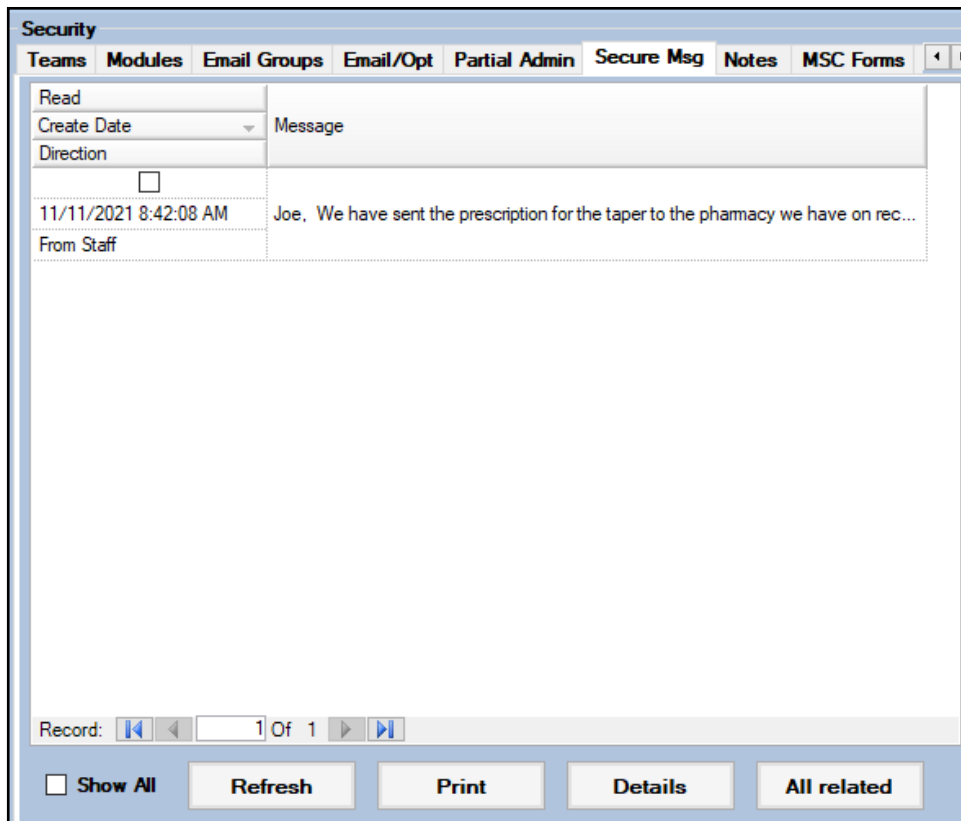 Security
Teams Modules Email Groups Email/Opt Partial Admin Secure Msg Notes MSC Forms
Read
Create Date
Message
Direction
11/11/2021 8:42:08 AM
Joe, We have sent the prescription for the taper to the pharmacy we have on rec...
From Staff
Record: 1 Of 1
Show All Refresh Print Details All related